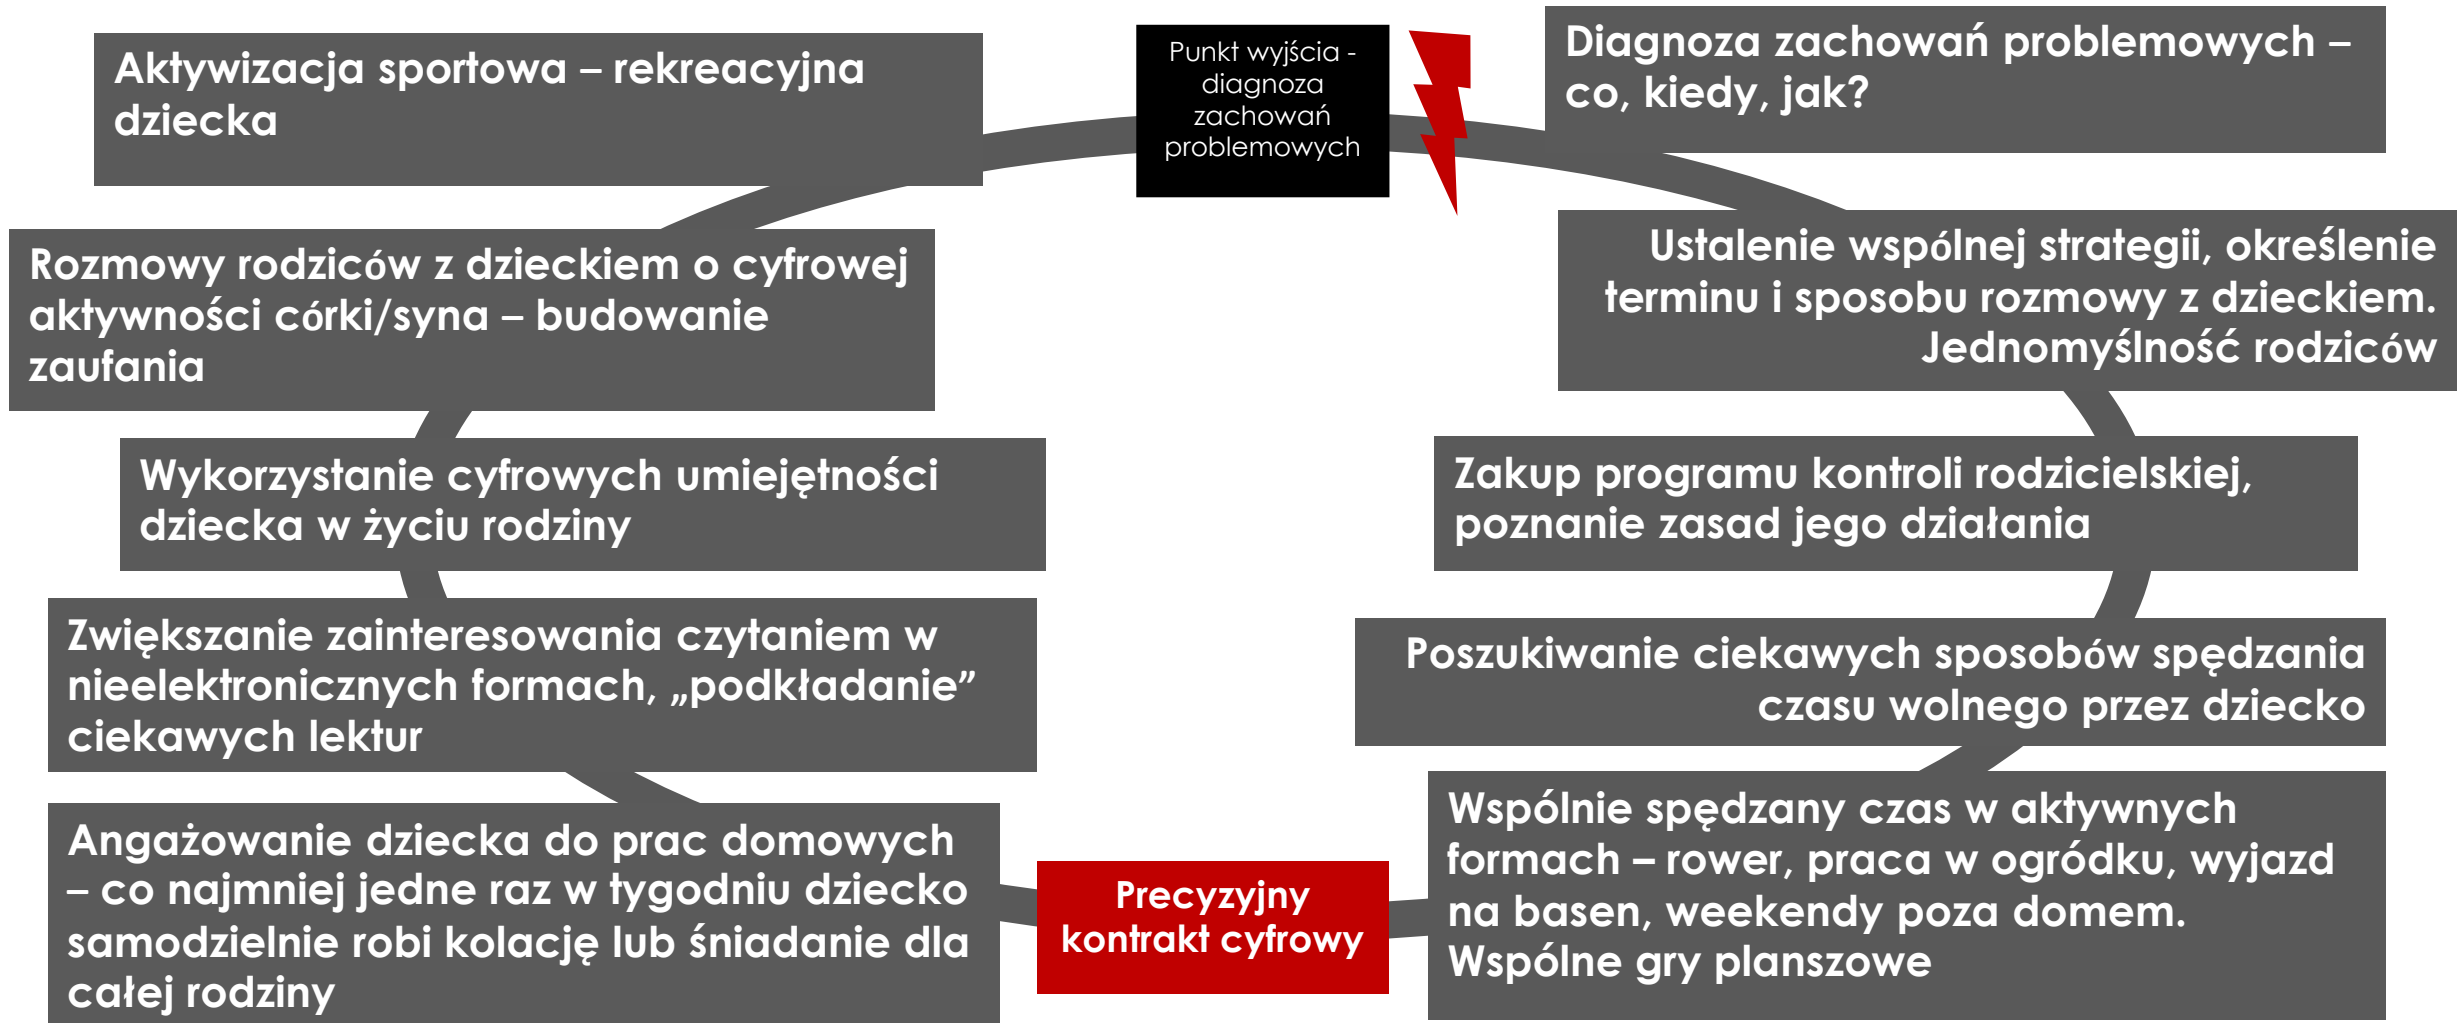 Punkt wyjścia -
diagnoza
zachowań
problemowych
Diagnoza zachowań problemowych –
co, kiedy, jak?
Ustalenie wspólnej strategii, określenie
terminu i sposobu rozmowy z dzieckiem.
Jednomyślność rodziców
Zakup programu kontroli rodzicielskiej,
poznanie zasad jego działania
Poszukiwanie ciekawych sposobów spędzania
czasu wolnego przez dziecko
Wspólnie spędzany czas w aktywnych
formach – rower, praca w ogródku, wyjazd
na basen, weekendy poza domem.
Wspólne gry planszowe
Precyzyjny
kontrakt cyfrowy
Angażowanie dziecka do prac domowych
– co najmniej jedne raz w tygodniu dziecko
samodzielnie robi kolację lub śniadanie dla
całej rodziny
Zwiększanie zainteresowania czytaniem w
nieelektronicznych formach, „podkładanie”
ciekawych lektur
Wykorzystanie cyfrowych umiejętności
dziecka w życiu rodziny
Rozmowy rodziców z dzieckiem o cyfrowej
aktywności córki/syna – budowanie
zaufania
Aktywizacja sportowa – rekreacyjna
dziecka